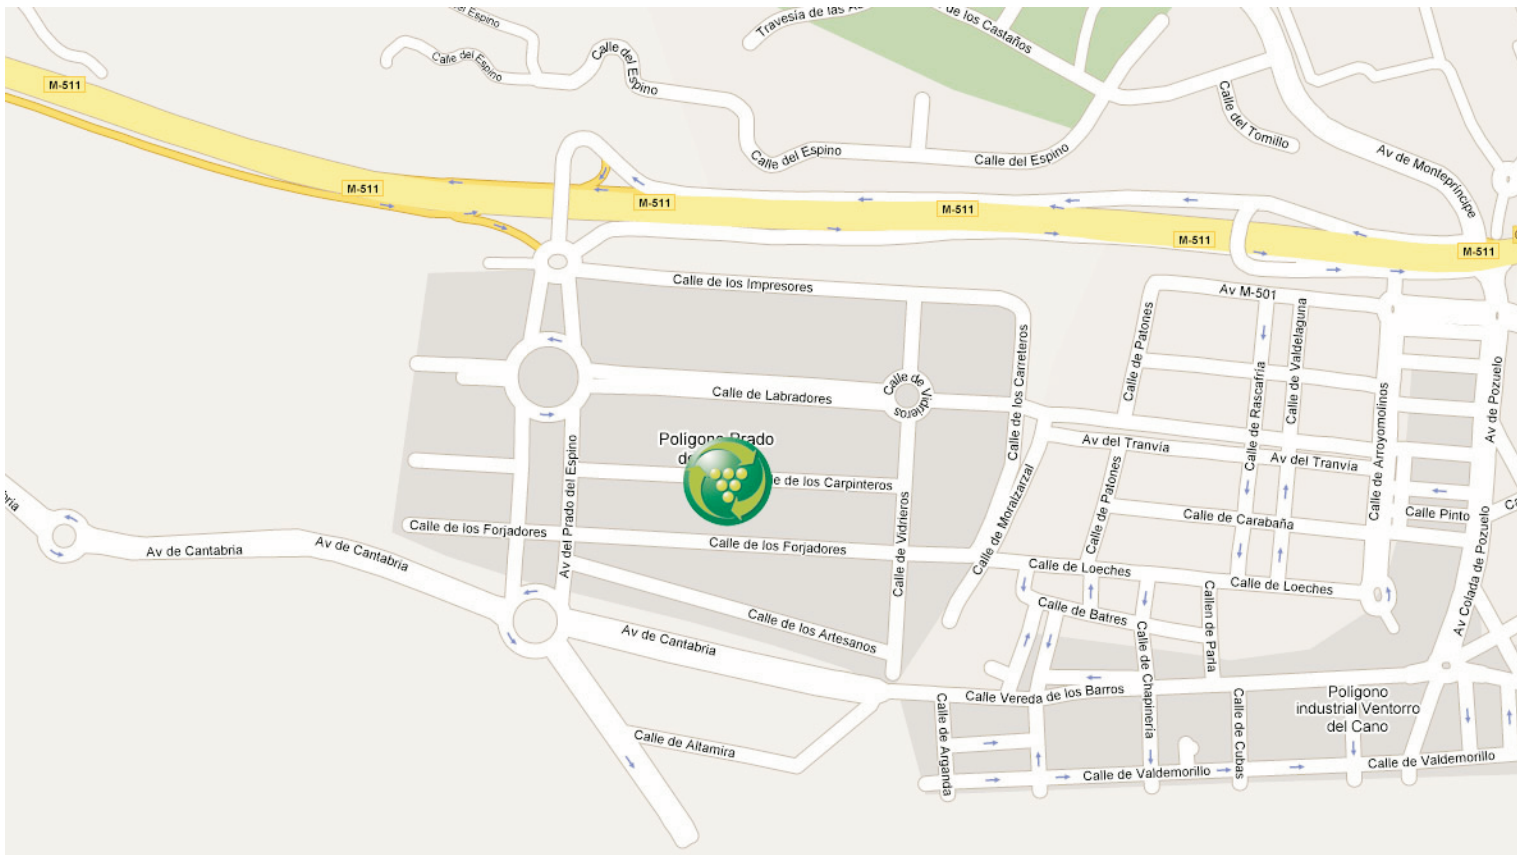 Espino
Travesía de las
de los Castaños
Calle del Espino
Calle del Espino
Calle del Espino
M-511
Calle del Tomillo
Av de Monteprincipe
Calle del Espino
Calle del Espino
M-511
M-511
M-511
M-511
M-511
Calle de los Impresores
Av M-501
Calle de Patones
Calle de Rascafría
Calle de Valdelaguna
Calle de los Carreteros
Calle de Arroyomolinos
Av de Pozuelo
Calle de Labradores
Calle de Vidrieros
Polígono Prado
Av del Tranvía
Av del Tranvía
Av del Prado del Espino
de los Carpinteros
Calle de Moralzarzal
Calle de Patones
Calle Pinto
Calle de Carabaña
Calle de los Forjadores
Calle de los Forjadores
Calle de Vidrieros
Av de Cantabria
Av de Cantabria
Calle de Loeches
Calle de Loeches
Av Colada de Pozuelo
Calle de Batres
Callen de Paria
Calle de los Artesanos
Av de Cantabria
Calle de Chapinería
Calle Vereda de los Barros
Polígono
industrial Ventorro
del Cano
Calle de Arganda
Calle de Cubas
Calle de Altamira
Calle de Valdemorillo
Calle de Valdemorillo